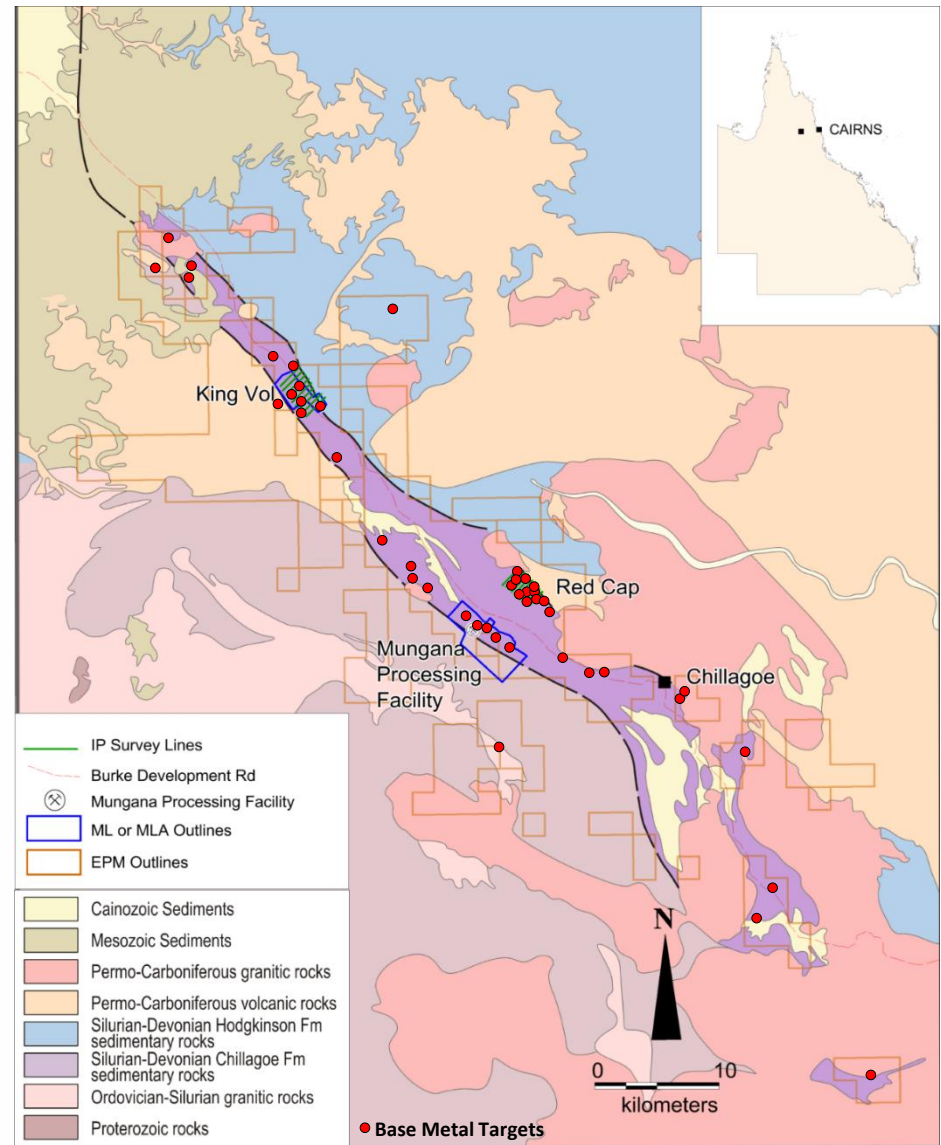 CAIRNS
King Vol
Red Cap
Mungana
Processing
Facility
Chillagoe
IP Survey Lines
Burke Development Rd
Mungana Processing Facility
ML or MLA Outlines
EPM Outlines
Cainozoic Sediments
Mesozoic Sediments
Permo-Carboniferous granitic rocks
Permo-Carboniferous volcanic rocks
Silurian-Devonian Hodgkinson Fm
sedimentary rocks
Silurian-Devonian Chillagoe Fm
sedimentary rocks
Ordovician-Silurian granitic rocks
Proterozoic rocks
N
0 10
kilometers
Base Metal Targets